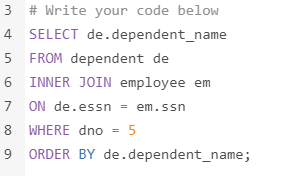 3 # Write your code below
4 SELECT de.dependent_name
5 FROM dependent de
6 INNER JOIN employee em
7 ON de.essn = em.ssn
8 WHERE dno = 5
9 ORDER BY de.dependent_name;